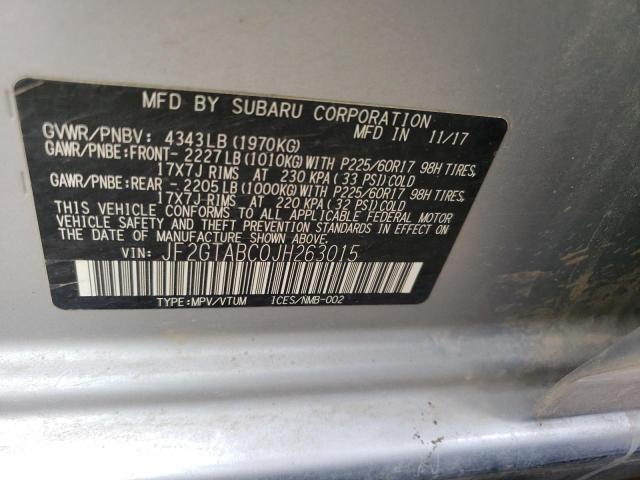 MFD BY SUBARU CORPORATION
MFD IN 11/17
GVWR/PNBV: 4343LB (1970KG)
GAWR/PNBE:FRONT- 2227LB (1010KG) WITH P225/60R17 98H TIRES,
17X7J RIMS AT 230 KPA (33 PSI) COLD
GAWR/PNBE:REAR - 2205LB (1000KG) WITH P225/60R17 98H TIRES,
17X7J RIMS AT 220 KPA (32 PSI) COLD
THIS VEHICLE CONFORMS TO ALL APPLICABLE FEDERAL MOTOR
VEHICLE SAFETY, BUMPER, AND THEFT PREVENTION STANDARDS IN EFFECT ON
THE DATE OF MANUFACTURE SHOWN ABOVE.
VIN: JF2GTABC0JH263015
TYPE:MPV/VTUM ICES/NMB-002